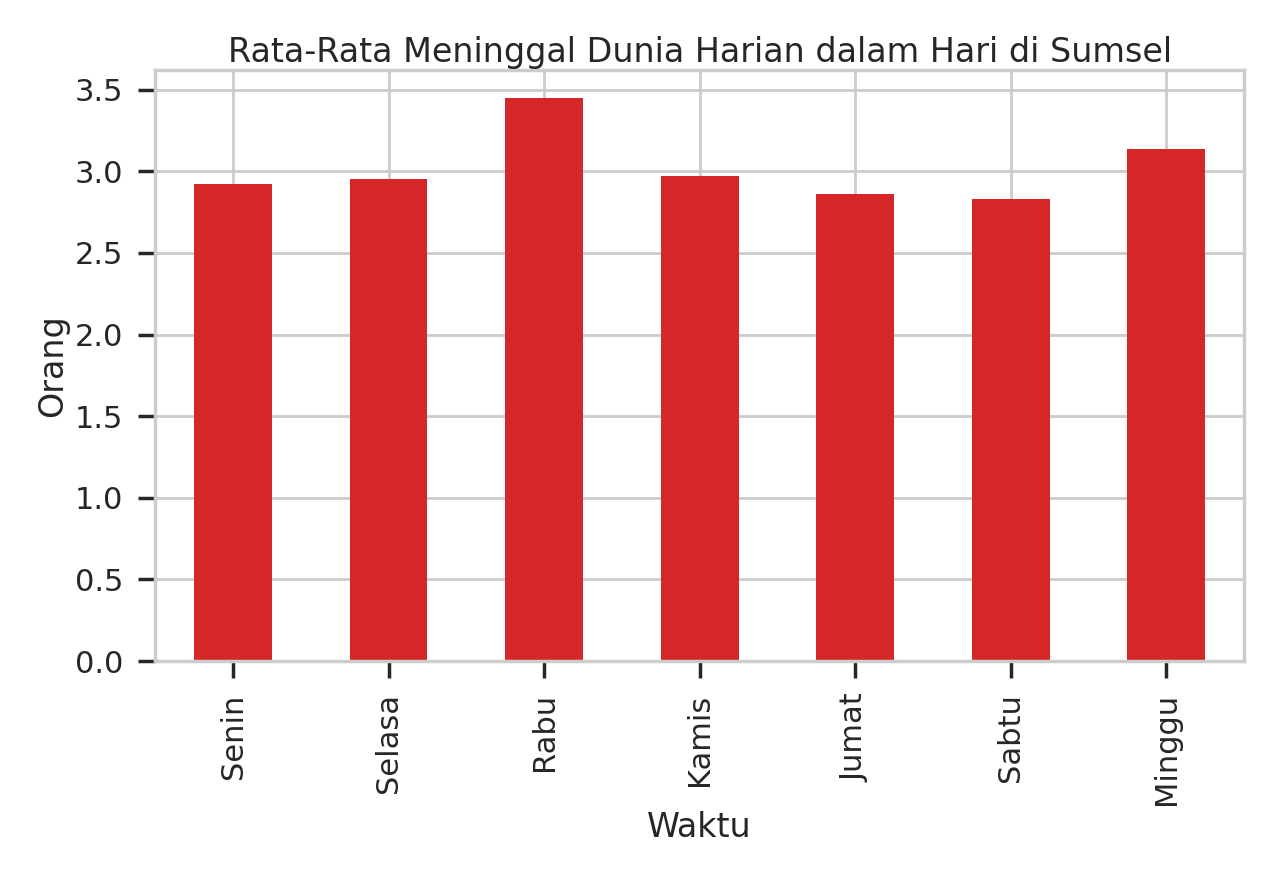 Rata-Rata Meninggal Dunia Harian dalam Hari di Sumsel
3.5
3.0
2.5
2.0
1.5
1.0
0.5
0.0
Orang
Senin
Selasa
Rabu
Kamis
Jumat
Sabtu
Minggu
Waktu